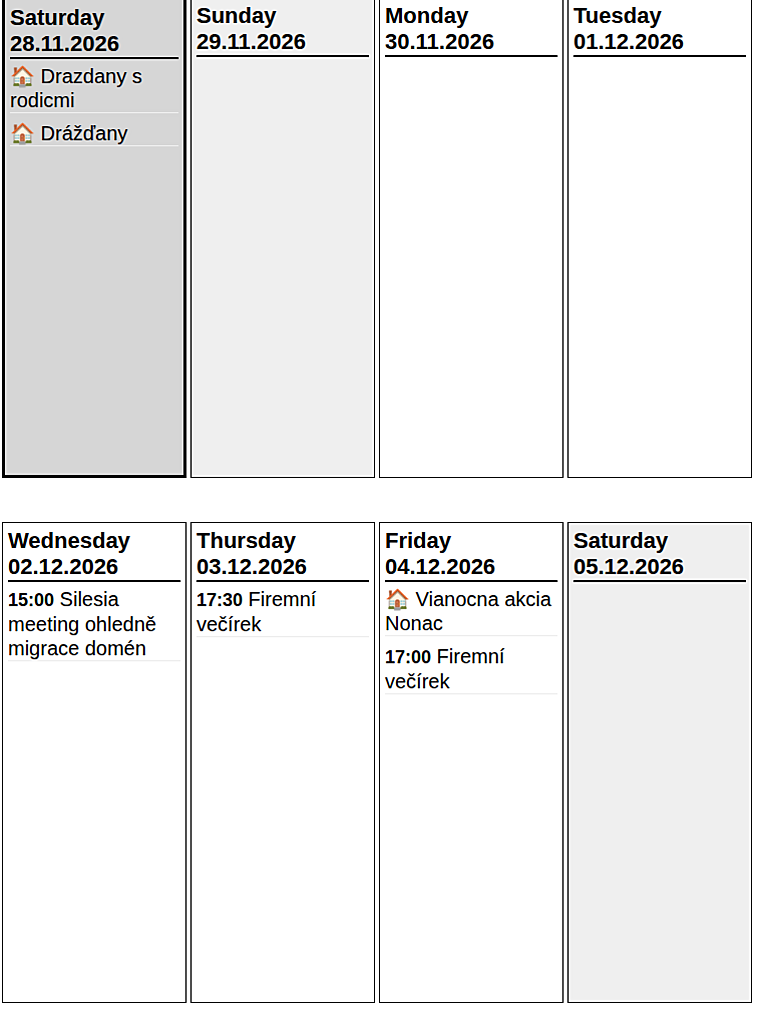 Saturday
28.11.2026
🏠 Drazdany s
rodicmi
🏠 Drážďany
Sunday
29.11.2026
Monday
30.11.2026
Tuesday
01.12.2026
Wednesday
02.12.2026
15:00 Silesia
meeting ohledně
migrace domén
Thursday
03.12.2026
17:30 Firemní
večírek
Friday
04.12.2026
🏠 Vianocna akcia
Nonac
17:00 Firemní
večírek
Saturday
05.12.2026